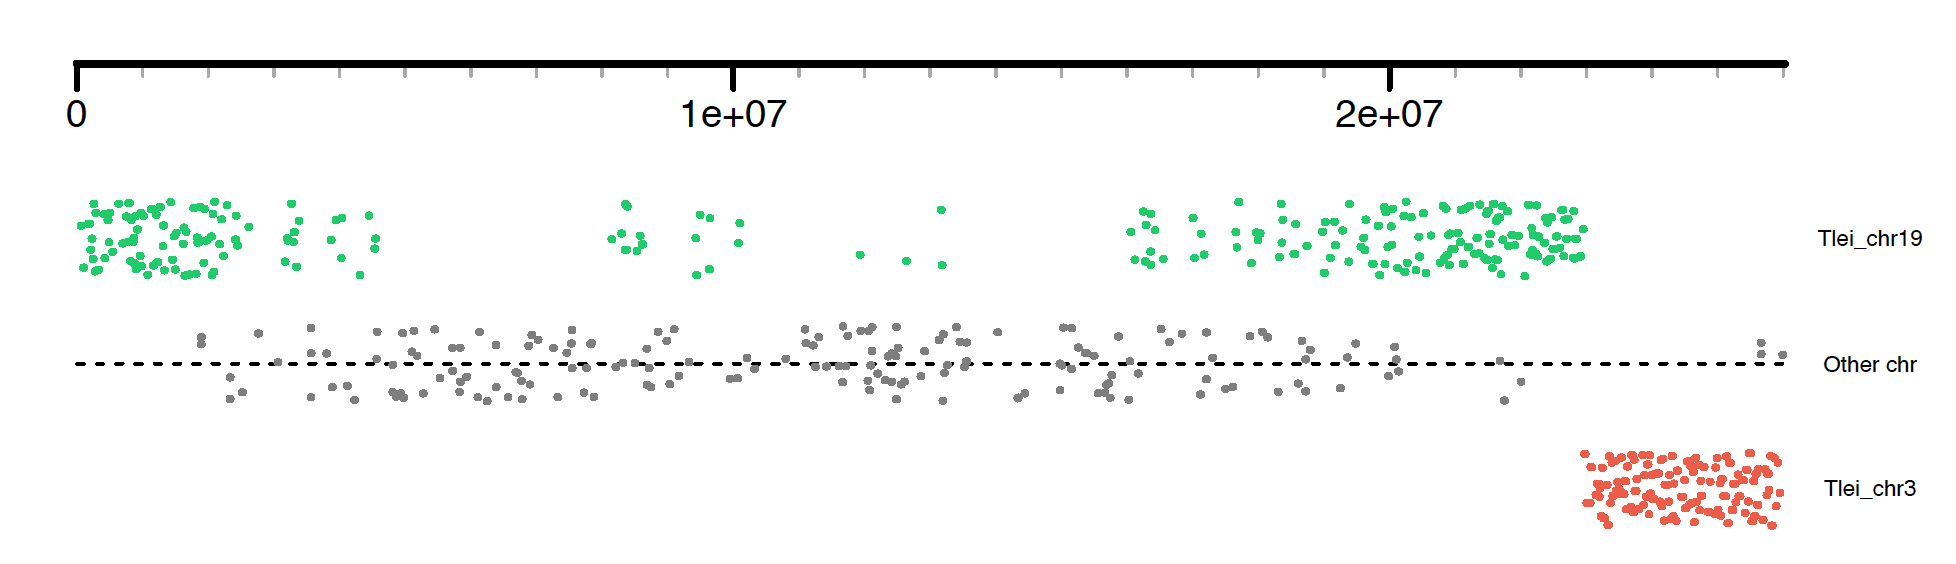 0 1e+07 2e+07
Tlei_chr19
Other chr
Tlei_chr3